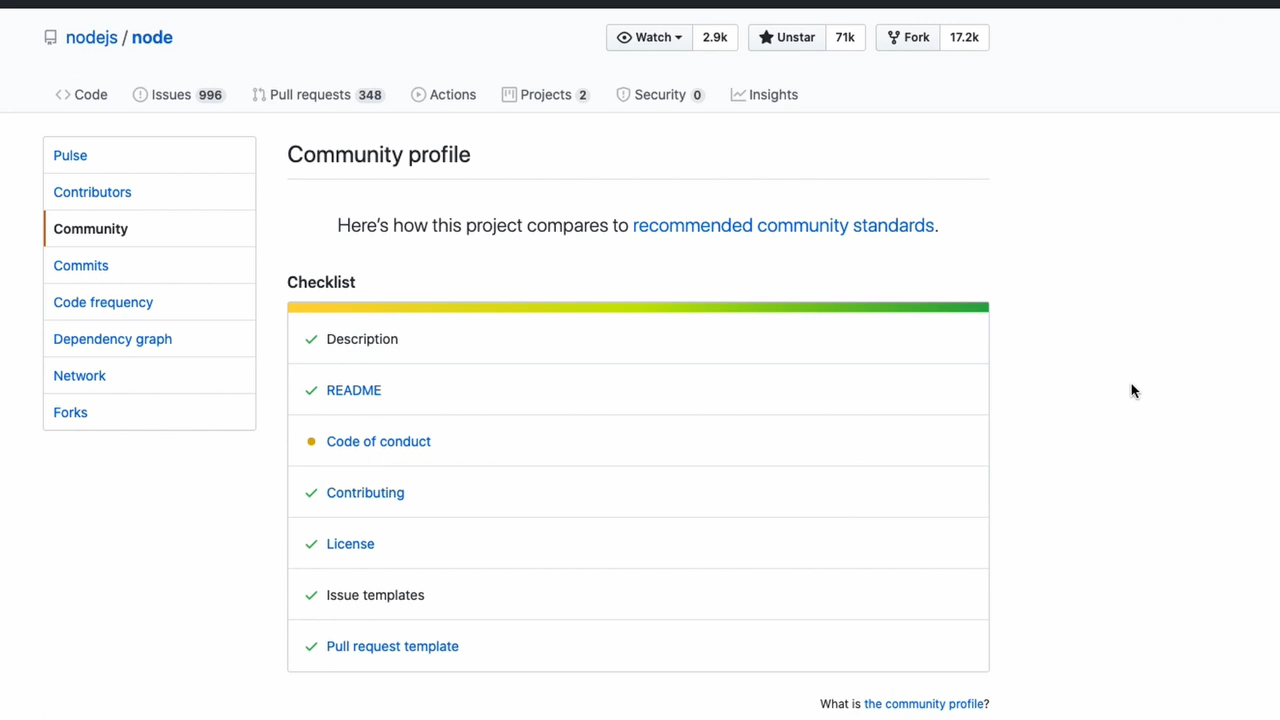 nodejs / node
Watch 2.9k Unstar 71k Fork 17.2k
Code Issues 996 Pull requests 348 Actions Projects 2 Security 0 Insights
Pulse
Contributors
Community
Commits
Code frequency
Dependency graph
Network
Forks
Community profile
Here's how this project compares to recommended community standards.
Checklist
Description
README
Code of conduct
Contributing
License
Issue templates
Pull request template
What is the community profile?